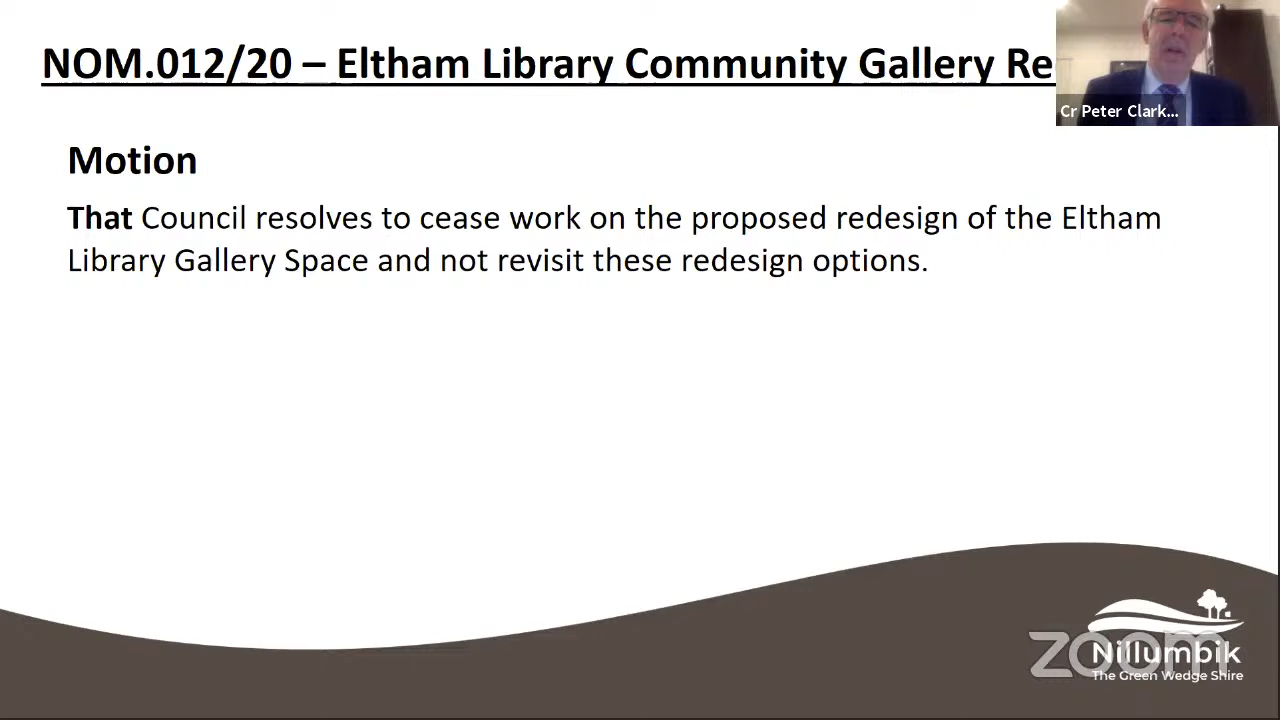 NOM.012/20 – Eltham Library Community Gallery Re
Cr Peter Clark...
Motion
That Council resolves to cease work on the proposed redesign of the Eltham
Library Gallery Space and not revisit these redesign options.
zoom
Nillumbik
The Green Wedge Shire